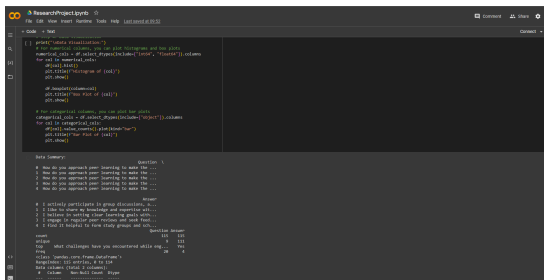 ResearchProject.ipynb
File Edit View Insert Runtime Tools Help Last saved at
Comment Share
+ Code + Text
Connect
print("\nData Visualization:")
# For numerical columns, you can plot histograms and box plots
numerical_cols = df.select_dtypes(include=["int64", "float64"]).columns
for col in numerical_cols:
df[col].hist()
plt.title(f"Histogram of {col}")
plt.show()
df.boxplot(column=col)
plt.title(f"Box Plot of {col}")
plt.show()
# For categorical columns, you can plot bar plots
categorical_cols = df.select_dtypes(include=["object"]).columns
for col in categorical_cols:
df[col].value_counts().plot(kind="bar")
plt.title(f"Bar Plot of {col}")
plt.show()
Data Summary:
Question \
0 How do you approach peer learning to make the ...
1 How do you approach peer learning to make the ...
2 How do you approach peer learning to make the ...
3 How do you approach peer learning to make the ...
4 How do you approach peer learning to make the ...
Answer
0 I actively participate in group discussions, a...
1 I like to share my knowledge and expertise wit...
2 I believe in setting clear learning goals with...
3 I engage in regular peer reviews and seek feed...
4 I find it helpful to form study groups and sch...
Question Answer
count 115 115
unique 111
top What challenges have you encountered while eng... Yes
freq
<class 'pandas.core.frame.DataFrame'>
RangeIndex: 115 entries, 0 to 114
Data columns (total 2 columns):
# Column Non-Null Count Dtype